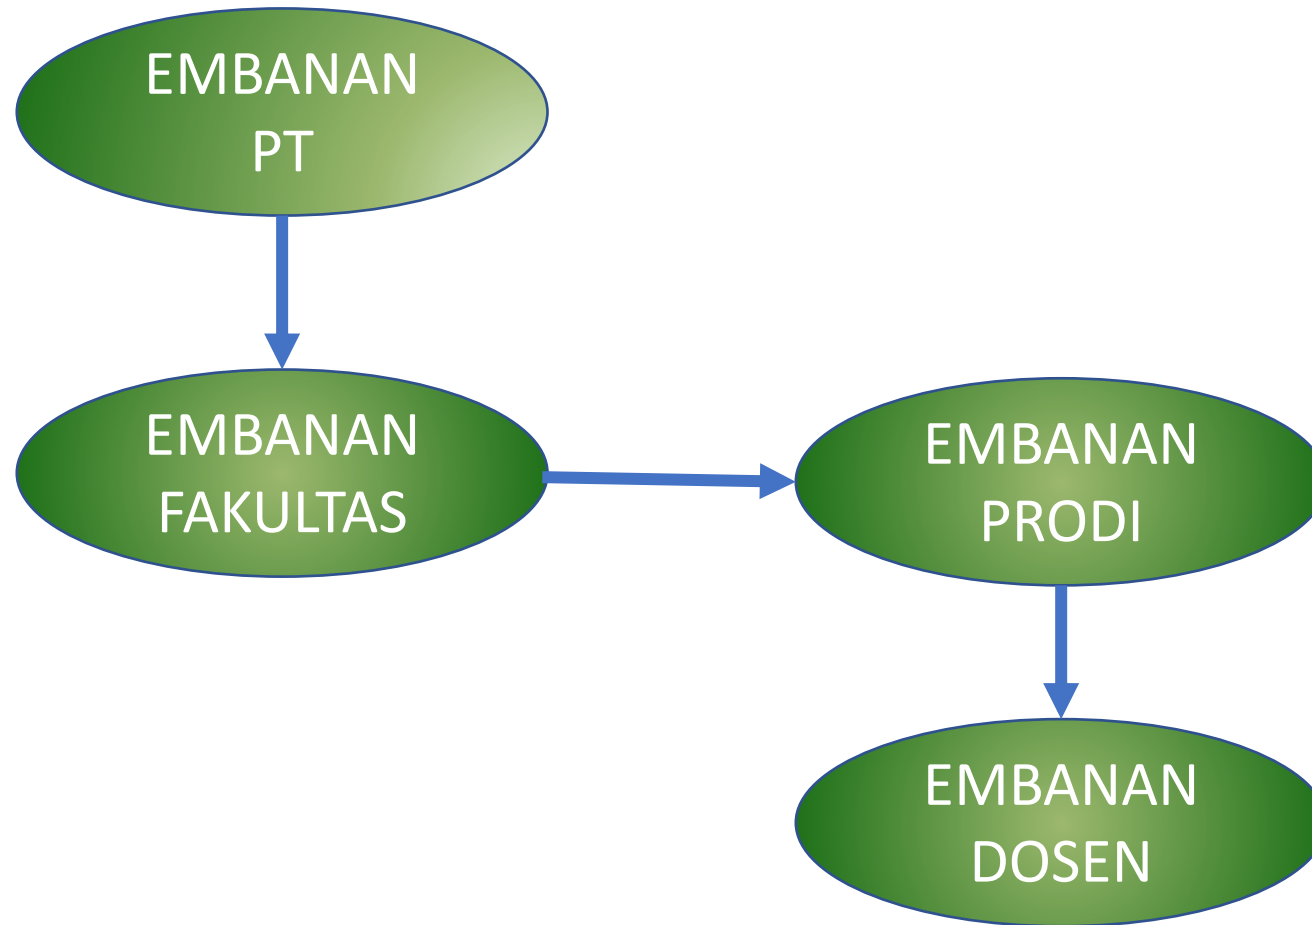 EMBANAN
PT
EMBANAN
FAKULTAS
EMBANAN
PRODI
EMBANAN
DOSEN